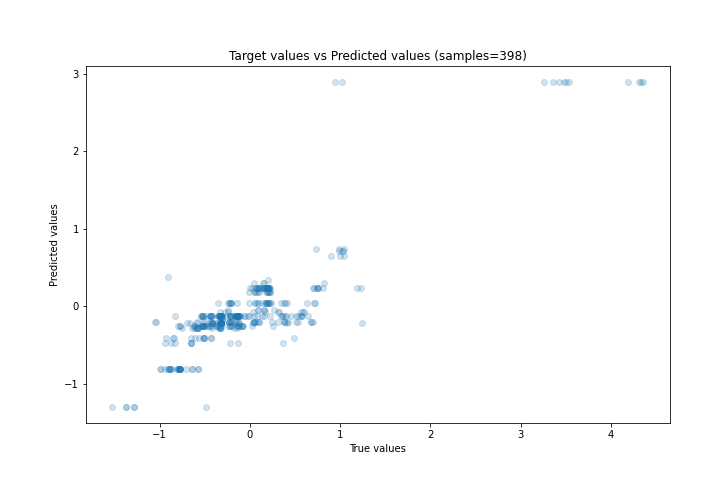 Target values vs Predicted values (samples=398)
3
2
1
0
−1
Predicted values
−1 0 1 2 3 4
True values